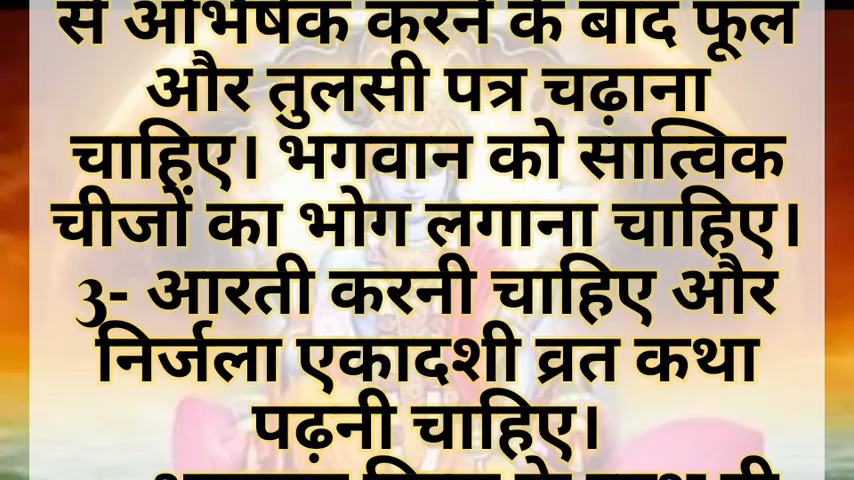 से अभिषेक करने के बाद फूल
और तुलसी पत्र चढ़ाना
चाहिए। भगवान को सात्विक
चीजों का भोग लगाना चाहिए।
3- आरती करनी चाहिए और
निर्जला एकादशी व्रत कथा
पढ़नी चाहिए।